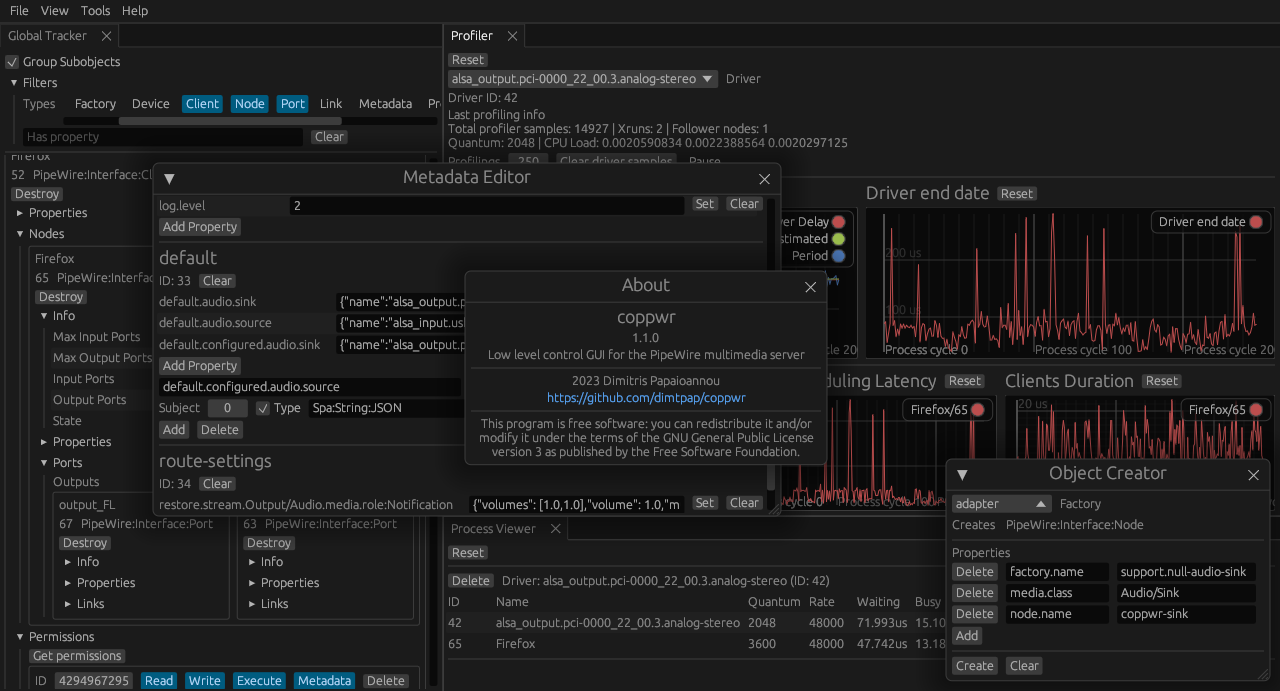 File View Tools Help
Global Tracker
Group Subobjects
Filters
Types Factory Device Client Node Port Link Metadata
Has property Clear
Firefox
52 PipeWire:Interface:Cl
Destroy
Properties
Nodes
Firefox
65 PipeWire:Interfac
Destroy
Info
Max Input Ports
Max Output Ports
Input Ports
Output Ports
State
Properties
Ports
Outputs
output_FL
67 PipeWire:Interface:Port
63 PipeWire:Interface:Port
Destroy Destroy
Info Info
Properties Properties
Links Links
Permissions
Get permissions
ID 4294967295 Read Write Execute Metadata Delete
Profiler
Reset
alsa_output.pci-0000_22_00.3.analog-stereo Driver
Driver ID: 42
Last profiling info
Total profiler samples: 14927 | Xruns: 2 | Follower nodes: 1
Quantum: 2048 | CPU Load: 0.0020590834 0.0022388564 0.0020297125
Profilings 250 Clear driver samples Pause
er Delay
stimated
Period
cycle 20
Driver end date Reset
Driver end date
200 us
100 us
Process cycle 0 Process cycle 100 Process cycle 20
duling Latency Reset
Firefox/65
cycle 0 Process cycle 100
Clients Duration Reset
20 us
Firefox/65
Metadata Editor
log.level 2 Set Clear
Add Property
default
ID: 33 Clear
default.audio.sink {"name":"alsa_output.p
default.audio.source {"name":"alsa_input.usl
default.configured.audio.sink {"name":"alsa_output.p
Add Property
default.configured.audio.source
Subject 0 Type Spa:String:JSON
Add Delete
route-settings
ID: 34 Clear
restore.stream.Output/Audio.media.role:Notification {"volumes": [1.0,1.0],"volume": 1.0,"m Set Clear
About
coppwr
1.1.0
Low level control GUI for the PipeWire multimedia server
2023 Dimitris Papaioannou
https://github.com/dimtpap/coppwr
This program is free software: you can redistribute it and/or
modify it under the terms of the GNU General Public License
version 3 as published by the Free Software Foundation.
Process Viewer
Reset
Delete Driver: alsa_output.pci-0000_22_00.3.analog-stereo (ID: 42)
ID Name Quantum Rate Waiting Busy
42 alsa_output.pci-0000_22_00.3.analog-stereo 2048 48000 71.993us 15.10
65 Firefox 3600 48000 47.742us 13.18
Object Creator
adapter Factory
Creates PipeWire:Interface:Node
Properties
Delete factory.name support.null-audio-sink
Delete media.class Audio/Sink
Delete node.name coppwr-sink
Add
Create Clear